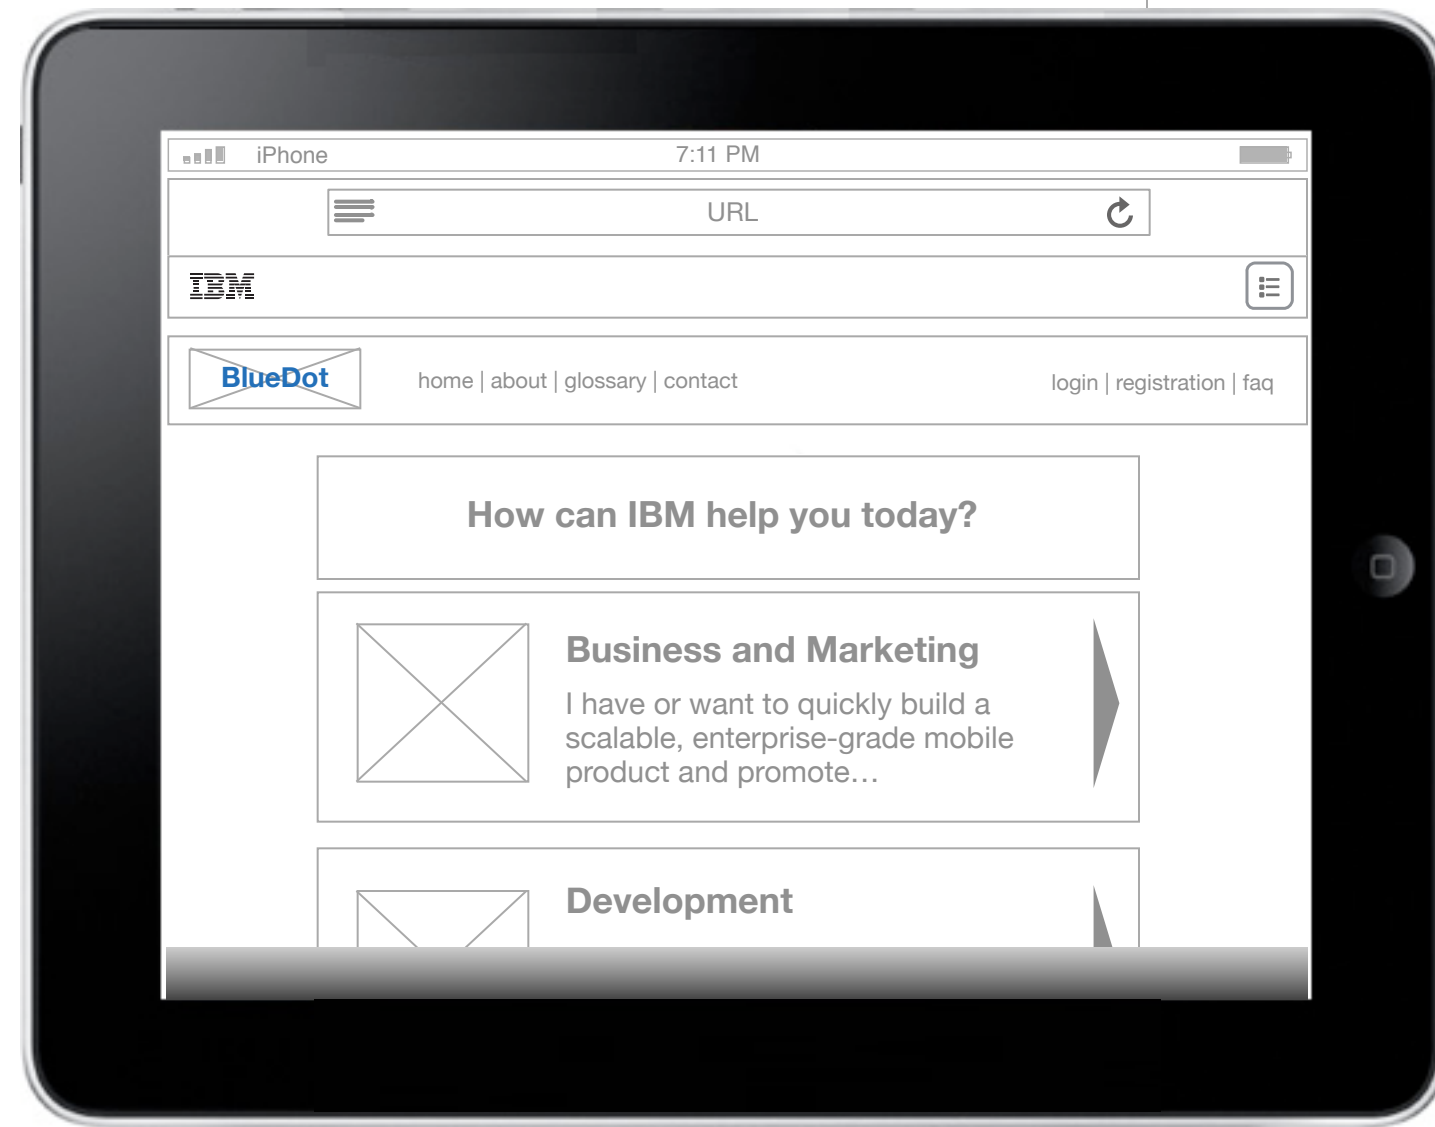 iPhone 7:11 PM
URL
IBM
BlueDot home | about | glossary | contact login | registration | faq
How can IBM help you today?
Business and Marketing
I have or want to quickly build a
scalable, enterprise-grade mobile
product and promote…
Development